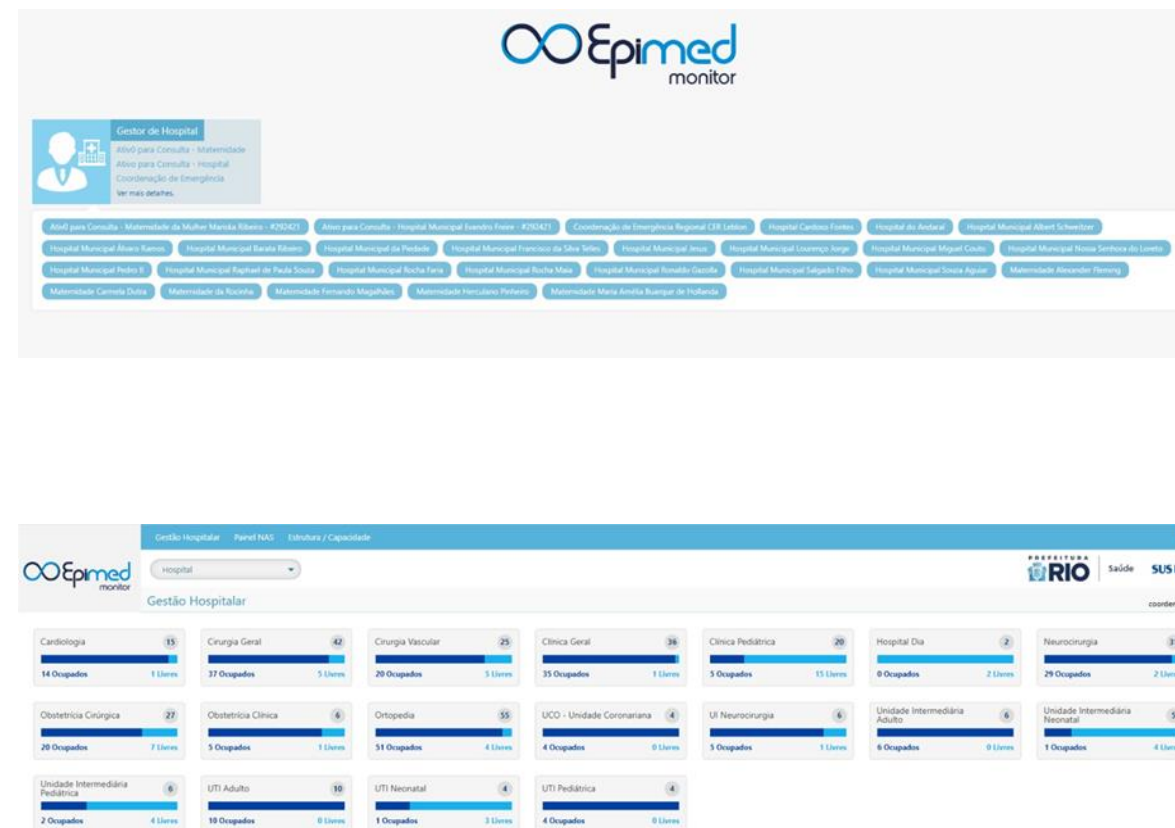 Epimed
monitor
Gestor de Hospital
Ativ0 para Consulta - Maternidade
Ativo para Consulta - Hospital
Coordenação de Emergência
Ver mais detalhes.
Ativ0 para Consulta - Maternidade da Mulher Mariska Ribeiro - #292421 Ativo para Consulta - Hospital Municipal Evandro Freire - #292421 Coordenação de Emergência Regional CER Leblon Hospital Cardoso Fontes Hospital do Andaraí Hospital Municipal Albert Schweitzer
Hospital Municipal Álvaro Ramos Hospital Municipal Barata Ribeiro Hospital Municipal da Piedade Hospital Municipal Francisco da Silva Telles Hospital Municipal Jesus Hospital Municipal Lourenço Jorge Hospital Municipal Miguel Couto Hospital Municipal Nossa Senhora do Loreto
Hospital Municipal Pedro II Hospital Municipal Raphael de Paula Souza Hospital Municipal Rocha Faria Hospital Municipal Rocha Maia Hospital Municipal Ronaldo Gazolla Hospital Municipal Salgado Filho Hospital Municipal Souza Aguiar Maternidade Alexander Fleming
Maternidade Carmela Dutra Maternidade da Rocinha Maternidade Fernando Magalhães Maternidade Herculano Pinheiro Maternidade Maria Amélia Buarque de Hollanda
Gestão Hospitalar Painel NAS Estrutura / Capacidade
Epimed
monitor
Hospital
PREFEITURA
RIO Saúde SUS
Gestão Hospitalar
Cardiologia 15 Cirurgia Geral 42 Cirurgia Vascular 25 Clínica Geral 36 Clínica Pediátrica 20 Hospital Dia 2 Neurocirurgia
14 Ocupados 1 Livres 37 Ocupados 5 Livres 20 Ocupados 5 Livres 35 Ocupados 1 Livres 5 Ocupados 15 Livres 0 Ocupados 2 Livres 29 Ocupados 2 Livres
Obstetrícia Cirúrgica 27 Obstetrícia Clínica 6 Ortopedia 55 UCO - Unidade Coronariana 4 UI Neurocirurgia 6 Unidade Intermediária Adulto 6 Unidade Intermediária Neonatal 5
20 Ocupados 7 Livres 5 Ocupados 1 Livres 51 Ocupados 4 Livres 4 Ocupados 0 Livres 5 Ocupados 1 Livres 6 Ocupados 0 Livres 1 Ocupados 4 Livres
Unidade Intermediária Pediátrica 6 UTI Adulto 10 UTI Neonatal 4 UTI Pediátrica 4
2 Ocupados 4 Livres 10 Ocupados 0 Livres 1 Ocupados 3 Livres 4 Ocupados 0 Livres